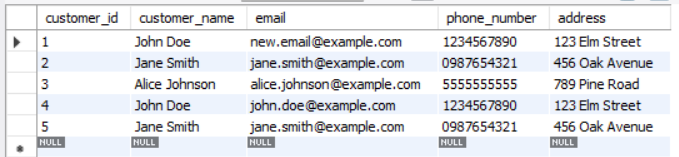 customer_id customer_name email phone_number address
1 John Doe new.email@example.com 1234567890 123 Elm Street
2 Jane Smith jane.smith@example.com 0987654321 456 Oak Avenue
3 Alice Johnson alice.johnson@example.com 5555555555 789 Pine Road
4 John Doe john.doe@example.com 1234567890 123 Elm Street
5 Jane Smith jane.smith@example.com 0987654321 456 Oak Avenue
NULL NULL NULL NULL NULL